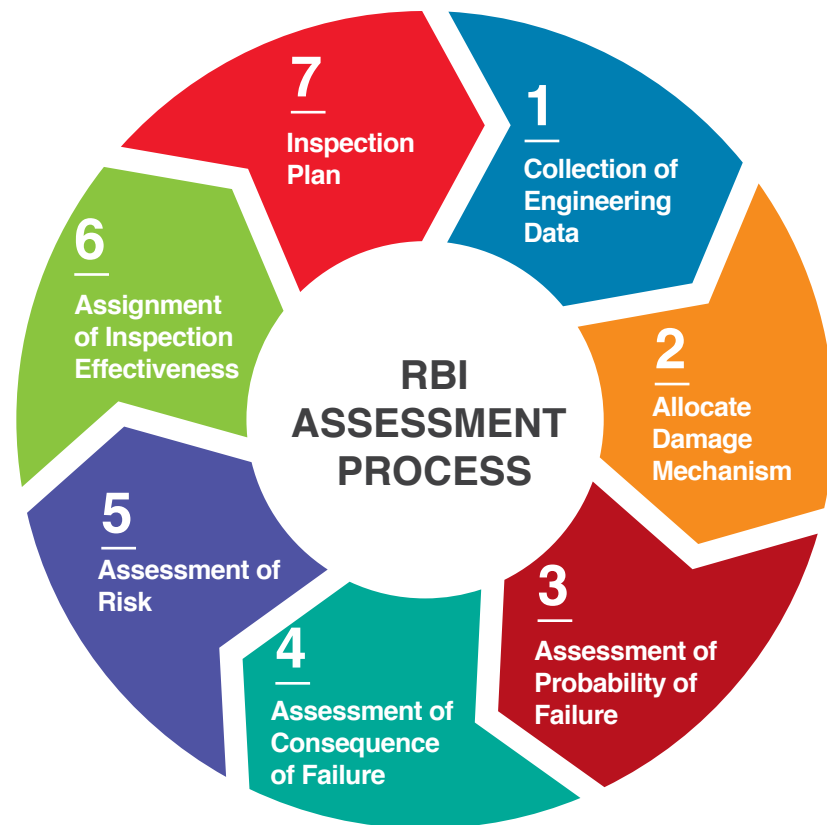 7
Inspection
Plan
1
Collection of
Engineering
Data
6
Assignment
of Inspection
Effectiveness
2
Allocate
Damage
Mechanism
RBI
ASSESSMENT
PROCESS
5
Assessment of
Risk
3
Assessment of
Probability of
Failure
4
Assessment of
Consequence
of Failure